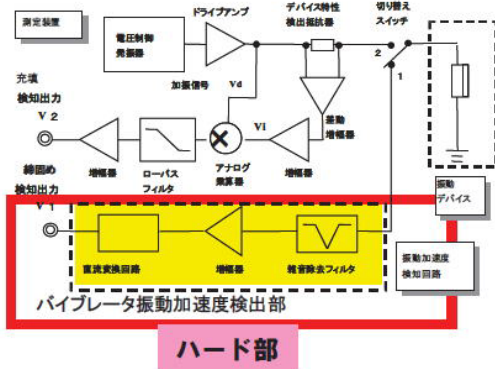 測定装置
電圧制御
発振器
ドライブアンプ
デバイス特性
検出抵抗器
切り替え
スイッチ
2
1
加振信号
Vd
充填
検知出力
V 2
VI
差動
増幅器
増幅器
ローパス
フィルタ
アナログ
乗算器
増幅器
締固め
検知出力
V 1
振動
デバイス
直流変換回路
増幅器
雑音除去フィルタ
振動加速度
検知回路
バイブレータ振動加速度検出部
ハード部